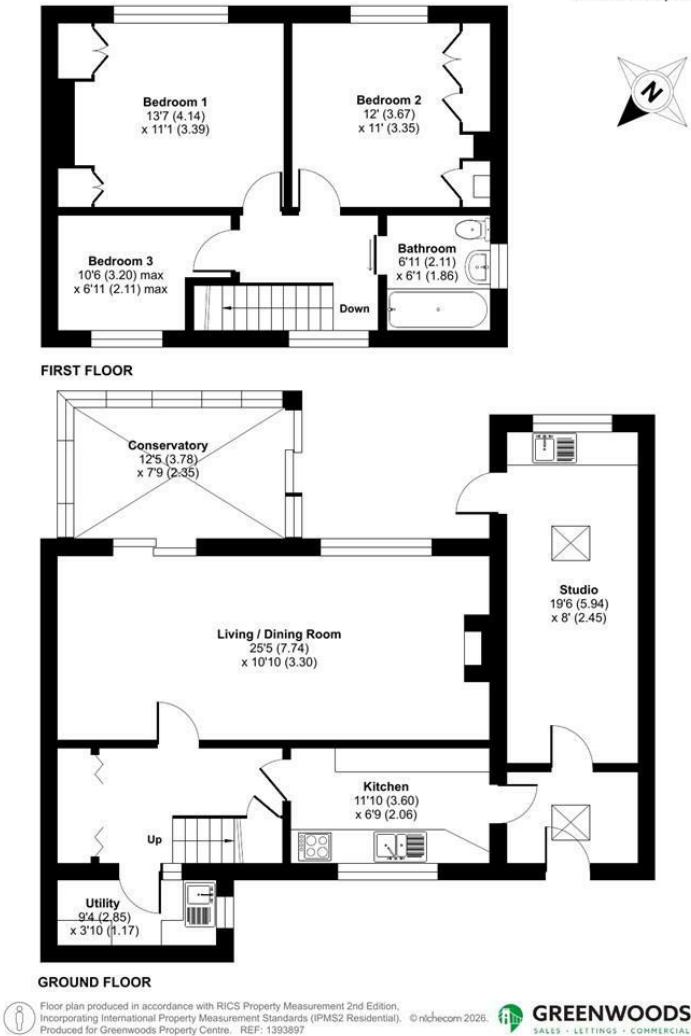 Bedroom 1
13'7 (4.14)
x 11'1 (3.39)
Bedroom 2
12' (3.67)
x 11' (3.35)
N
Bedroom 3
10'6 (3.20) max
x 6'11 (2.11) max
Bathroom
6'11 (2.11)
x 6'1 (1.86)
Down
FIRST FLOOR
Conservatory
12'5 (3.78)
x 7'9 (2.35)
Studio
19'6 (5.94)
x 8' (2.45)
Living / Dining Room
25'5 (7.74)
x 10'10 (3.30)
Kitchen
11'10 (3.60)
x 6'9 (2.06)
Up
Utility
9'4 (2.85)
x 3'10 (1.17)
GROUND FLOOR
Floor plan produced in accordance with RICS Property Measurement 2nd Edition,
Incorporating International Property Measurement Standards (IPMS2 Residential). © nichecom 2026.
Produced for Greenwoods Property Centre. REF: 1393897
GREENWOODS
SALES • LETTINGS • COMMERCIAL